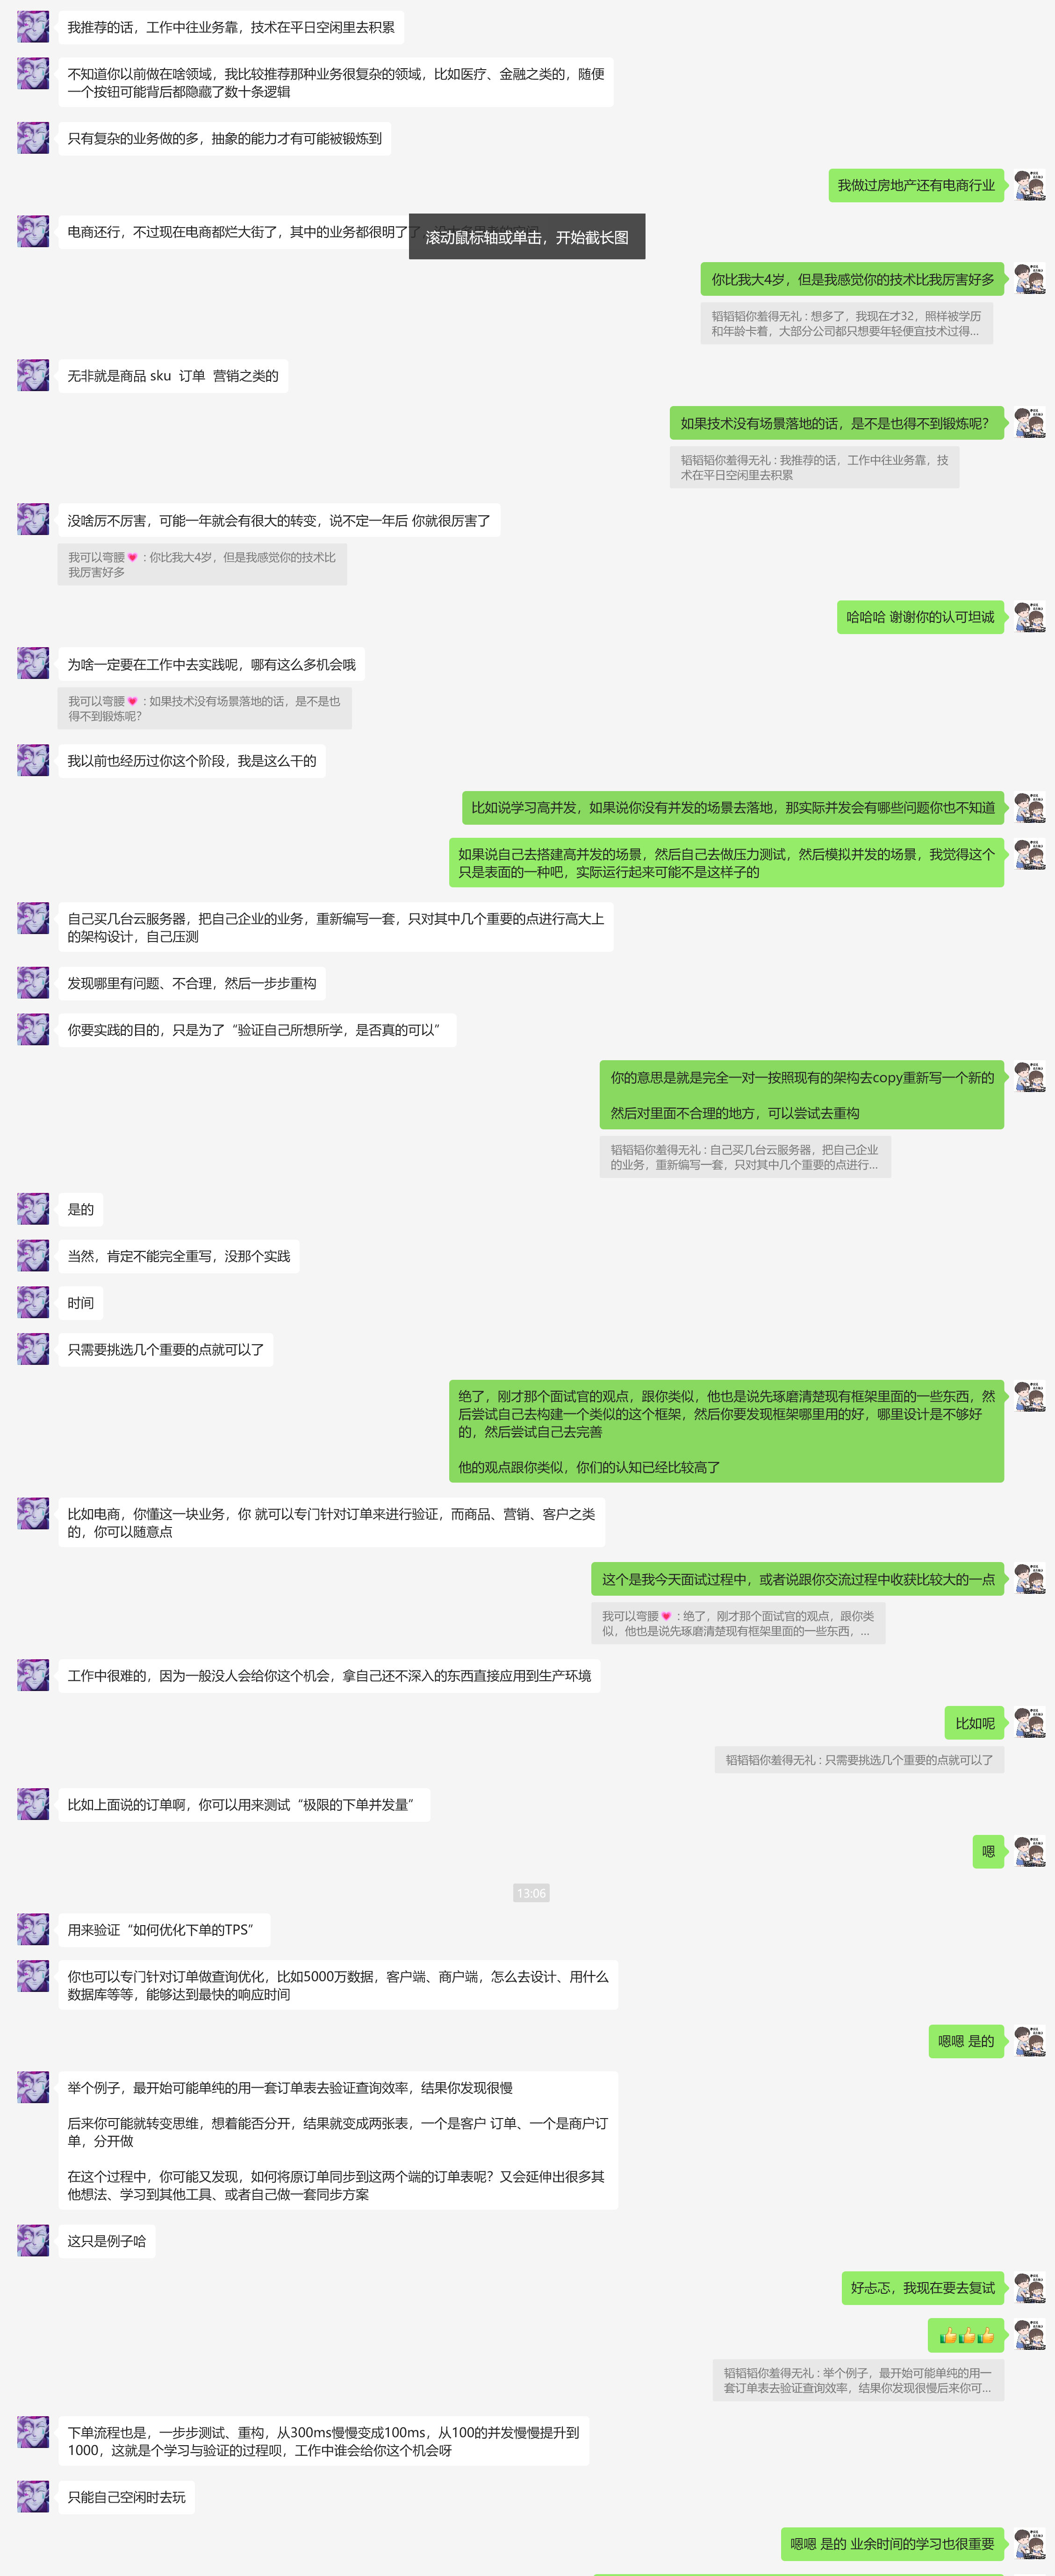 我推荐的话，工作中往业务靠，技术在平日空闲里去积累
不知道你以前做在啥领域，我比较推荐那种业务很复杂的领域，比如医疗、金融之类的，随便
一个按钮可能背后都隐藏了数十条逻辑
只有复杂的业务做的多，抽象的能力才有可能被锻炼到
我做过房地产还有电商行业
电商还行，不过现在电商都烂大街了，其中的业务都很明了
滚动鼠标轴或单击，开始截长图
你比我大4岁，但是我感觉你的技术比我厉害好多
韬韬韬你羞得无礼：想多了，我现在才32，照样被学历
和年龄卡着，大部分公司都只想要年轻便宜技术过得...
无非就是商品 sku 订单 营销之类的
如果技术没有场景落地的话，是不是也得不到锻炼呢？
韬韬韬你羞得无礼：我推荐的话，工作中往业务靠，技
术在平日空闲里去积累
没啥厉不厉害，可能一年就会有很大的转变，说不定一年后 你就很厉害了
我可以弯腰💗：你比我大4岁，但是我感觉你的技术比
我厉害好多
哈哈哈 谢谢你的认可坦诚
为啥一定要在工作中去实践呢，哪有这么多机会哦
我可以弯腰💗：如果技术没有场景落地的话，是不是也
得不到锻炼呢？
我以前也经历过你这个阶段，我是这么干的
比如说学习高并发，如果说你没有并发的场景去落地，那实际并发会有哪些问题你也不知道
如果说自己去搭建高并发的场景，然后自己去做压力测试，然后模拟并发的场景，我觉得这个
只是表面的一种吧，实际运行起来可能不是这样子的
自己买几台云服务器，把自己企业的业务，重新编写一套，只对其中几个重要的点进行高大上
的架构设计，自己压测
发现哪里有问题、不合理，然后一步步重构
你要实践的目的，只是为了“验证自己所想所学，是否真的可以”
你的意思是就是完全一对一按照现有的架构去copy重新写一个新的
然后对里面不合理的地方，可以尝试去重构
韬韬韬你羞得无礼：自己买几台云服务器，把自己企业
的业务，重新编写一套，只对其中几个重要的点进行...
是的
当然，肯定不能完全重写，没那个实践
时间
只需要挑选几个重要的点就可以了
绝了，刚才那个面试官的观点，跟你类似，他也是说先琢磨清楚现有框架里面的一些东西，然
后尝试自己去构建一个类似的这个框架，然后你要发现框架哪里用的好，哪里设计是不够好
的，然后尝试自己去完善
他的观点跟你类似，你们的认知已经比较高了
比如电商，你懂这一块业务，你 就可以专门针对订单来进行验证，而商品、营销、客户之类
的，你可以随意点
这个是我今天面试过程中，或者说跟你交流过程中收获比较大的一点
我可以弯腰💗：绝了，刚才那个面试官的观点，跟你类
似，他也是说先琢磨清楚现有框架里面的一些东西，...
工作中很难的，因为一般没人会给你这个机会，拿自己还不深入的东西直接应用到生产环境
比如呢
韬韬韬你羞得无礼：只需要挑选几个重要的点就可以了
比如上面说的订单啊，你可以用来测试“极限的下单并发量”
嗯
13:06
用来验证“如何优化下单的TPS”
你也可以专门针对订单做查询优化，比如5000万数据，客户端、商户端，怎么去设计、用什么
数据库等等，能够达到最快的响应时间
嗯嗯 是的
举个例子，最开始可能单纯的用一套订单表去验证查询效率，结果你发现很慢
后来你可能就转变思维，想着能否分开，结果就变成两张表，一个是客户 订单、一个是商户订
单，分开做
在这个过程中，你可能又发现，如何将原订单同步到这两个端的订单表呢？又会延伸出很多其
他想法、学习到其他工具、或者自己做一套同步方案
这只是例子哈
好忐忑，我现在要去复试
👍👍👍
韬韬韬你羞得无礼：举个例子，最开始可能单纯的用一
套订单表去验证查询效率，结果你发现很慢后来你可...
下单流程也是，一步步测试、重构，从300ms慢慢变成100ms，从100的并发慢慢提升到
1000，这就是个学习与验证的过程呗，工作中谁会给你这个机会呀
只能自己空闲时去玩
嗯嗯 是的 业余时间的学习也很重要